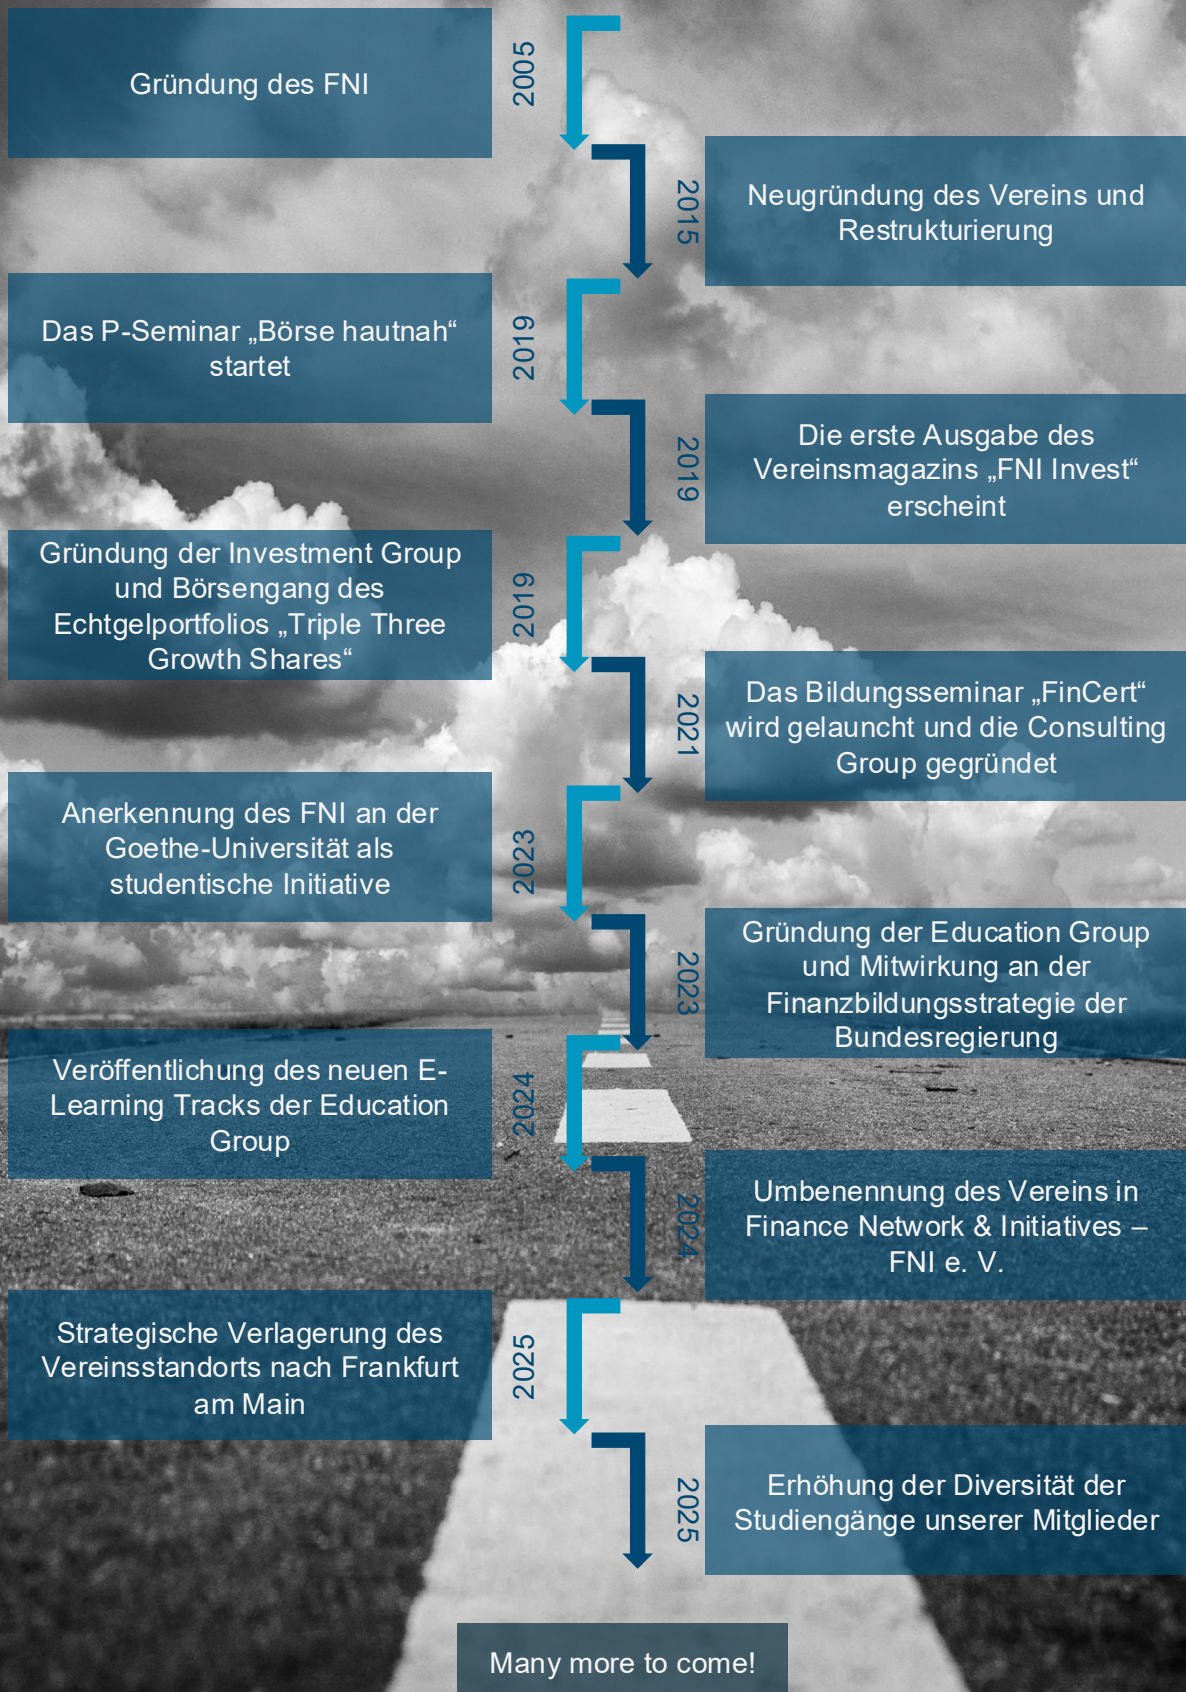 Gründung des FNI
2005
2015
Neugründung des Vereins und
Restrukturierung
Das P-Seminar „Börse hautnah“
startet
2019
2019
Die erste Ausgabe des
Vereinsmagazins „FNI Invest“
erscheint
Gründung der Investment Group
und Börsengang des
Echtgelportfolios „Triple Three
Growth Shares“
2019
2021
Das Bildungsseminar „FinCert“
wird gelauncht und die Consulting
Group gegründet
Anerkennung des FNI an der
Goethe-Universität als
studentische Initiative
2023
2023
Gründung der Education Group
und Mitwirkung an der
Finanzbildungsstrategie der
Bundesregierung
Veröffentlichung des neuen E-
Learning Tracks der Education
Group
2024
2024
Umbenennung des Vereins in
Finance Network & Initiatives –
FNI e. V.
Strategische Verlagerung des
Vereinsstandorts nach Frankfurt
am Main
2025
2025
Erhöhung der Diversität der
Studiengänge unserer Mitglieder
Many more to come!